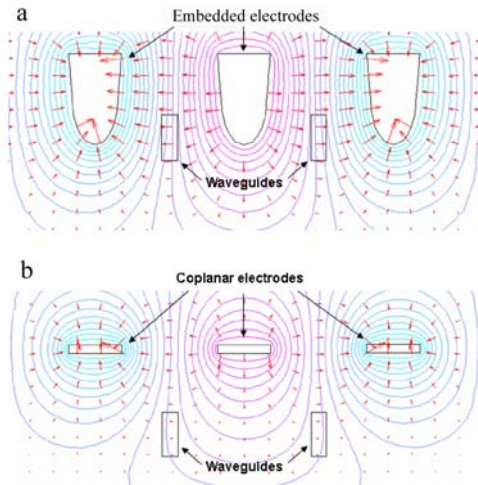 a
Embedded electrodes
Waveguides
b
Coplanar electrodes
Waveguides